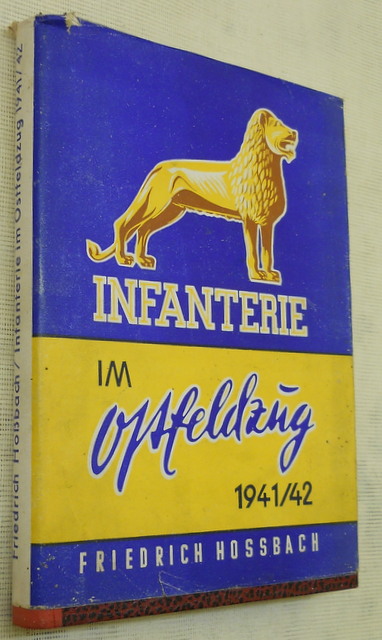 INFANTERIE
IM
Ostfeldzug
1941/42
FRIEDRICH HOSSBACH
Friedrich Hoßbach / Infanterie im Ostfeldzug 1941/42